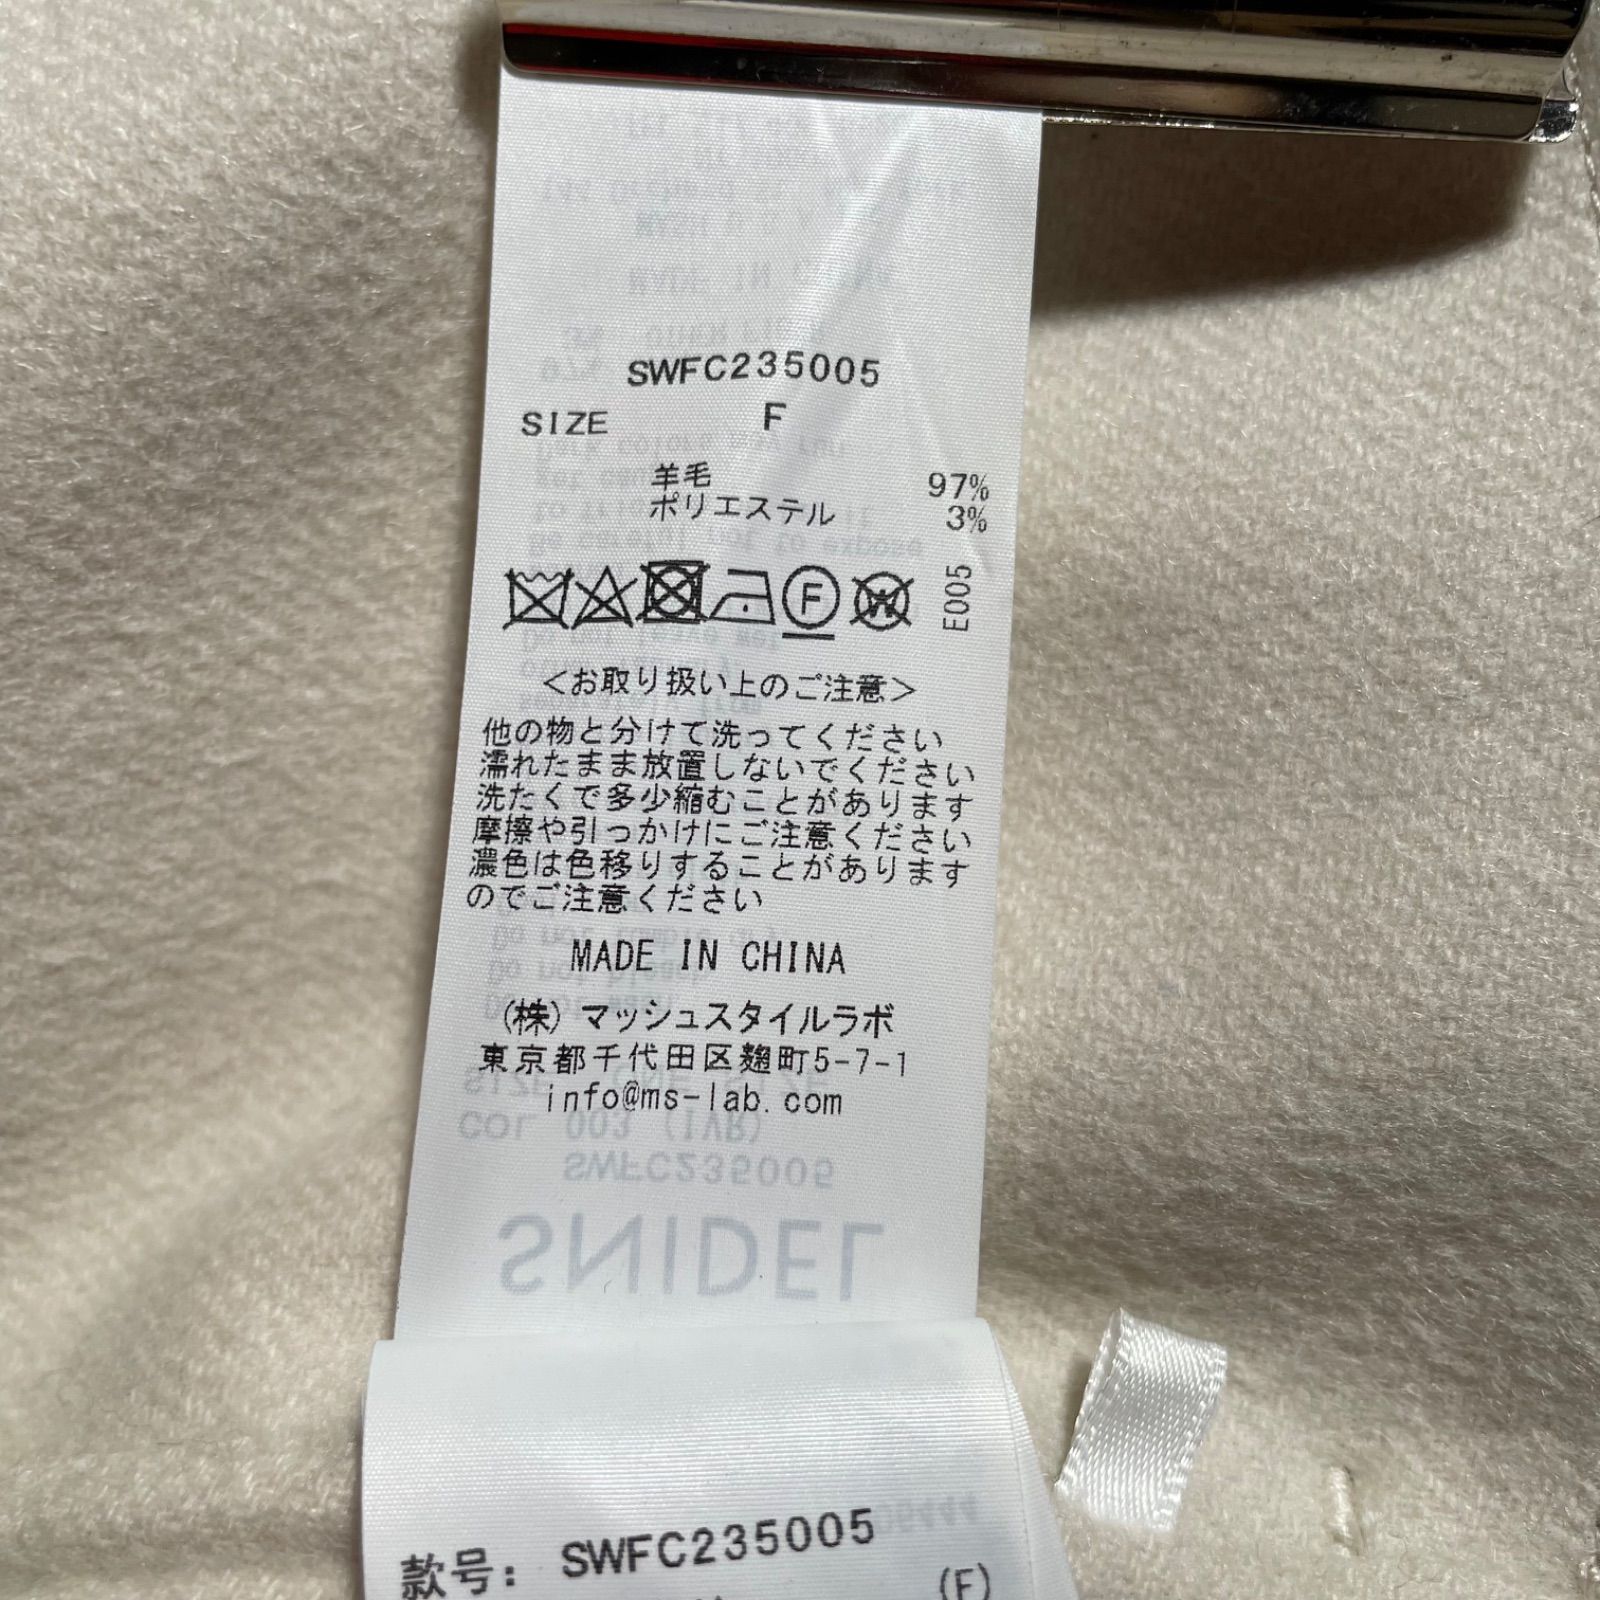 SWFC235005
SIZE F
羊毛 97%
ポリエステル 3%
F W E005
<お取り扱い上のご注意>
他の物と分けて洗ってください
濡れたまま放置しないでください
洗たくで多少縮むことがあります
摩擦や引っかけにご注意ください
濃色は色移りすることがあります
のでご注意ください
MADE IN CHINA
(株)マッシュスタイルラボ
東京都千代田区麹町5-7-1
info@ms-lab.com
SIZE
COL 003 (IVR)
SWFC235005
SNIDEL
款号: SWFC235005
(F)